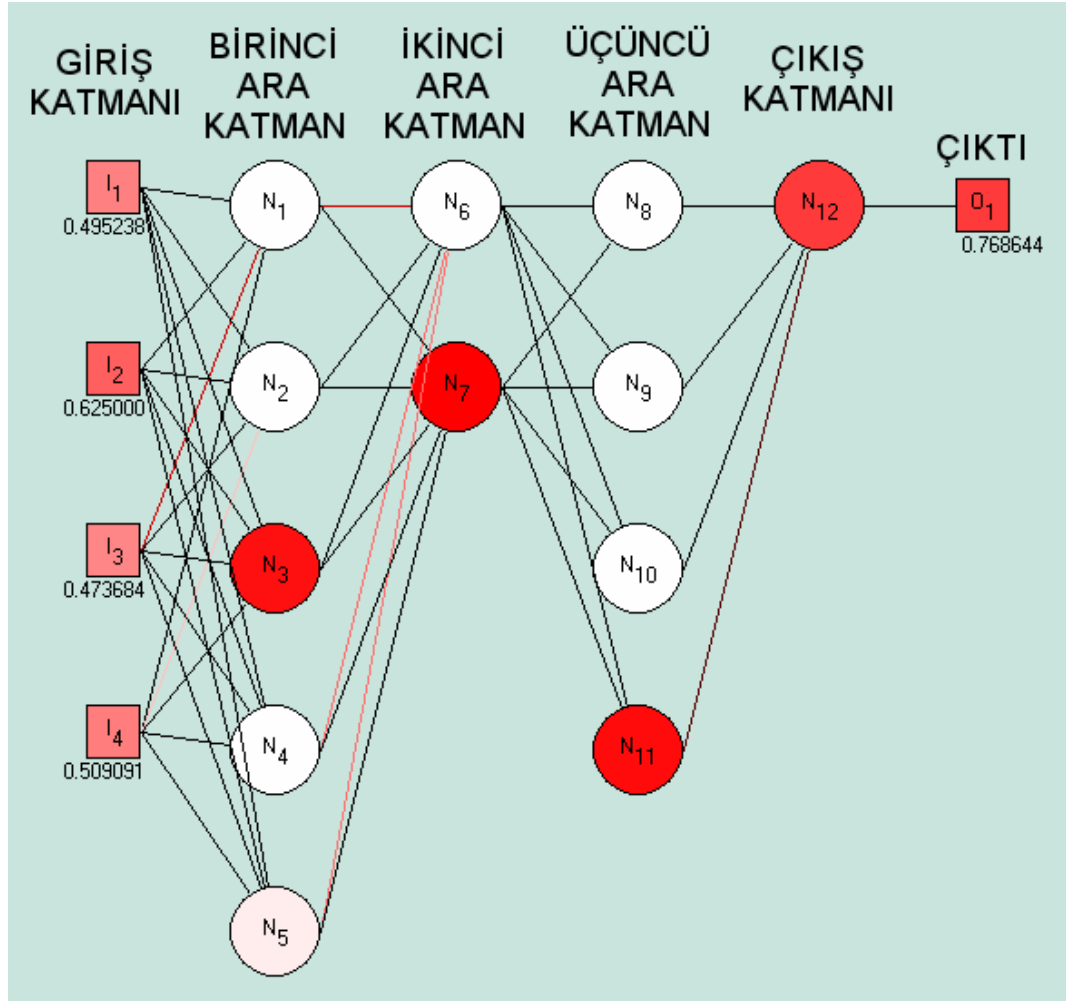 GİRİŞ
KATMANI
BİRİNCİ
ARA
KATMAN
İKİNCİ
ARA
KATMAN
ÜÇÜNCÜ
ARA
KATMAN
ÇIKIŞ
KATMANI
ÇIKTI
I1
0.495238
I2
0.625000
I3
0.473684
I4
0.509091
N1
N2
N3
N4
N5
N6
N7
N8
N9
N10
N11
N12
O1
0.768644